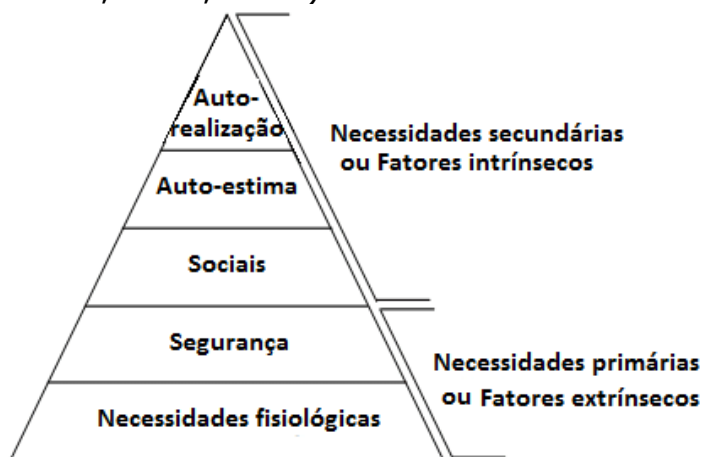 Auto-
realização
Necessidades secundárias
ou Fatores intrínsecos
Auto-estima
Sociais
Segurança
Necessidades primárias
ou Fatores extrínsecos
Necessidades fisiológicas